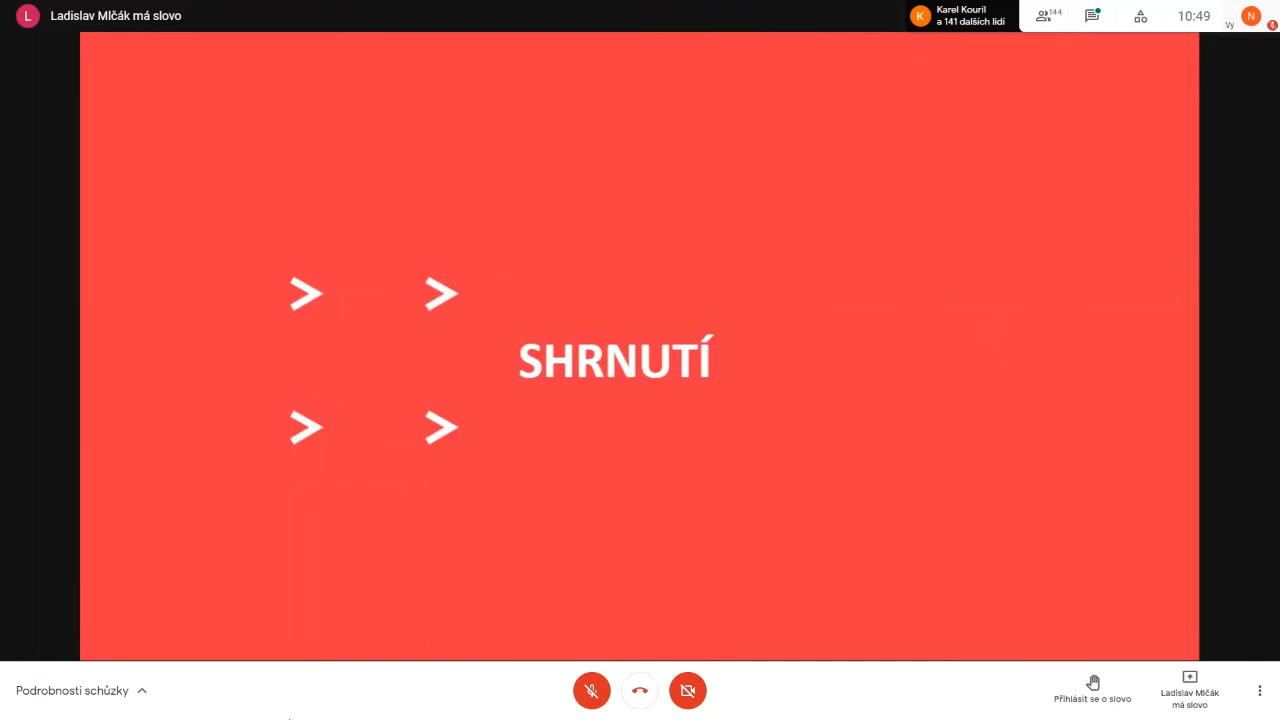 L Ladislav Mlčák má slovo
K Karel Kouril
a 141 dalších lidí
144
10:49
Vy
N
> >
SHRNUTÍ
> >
Podrobnosti schůzky
Přihlásit se o slovo
Ladislav Mlčák
má slovo